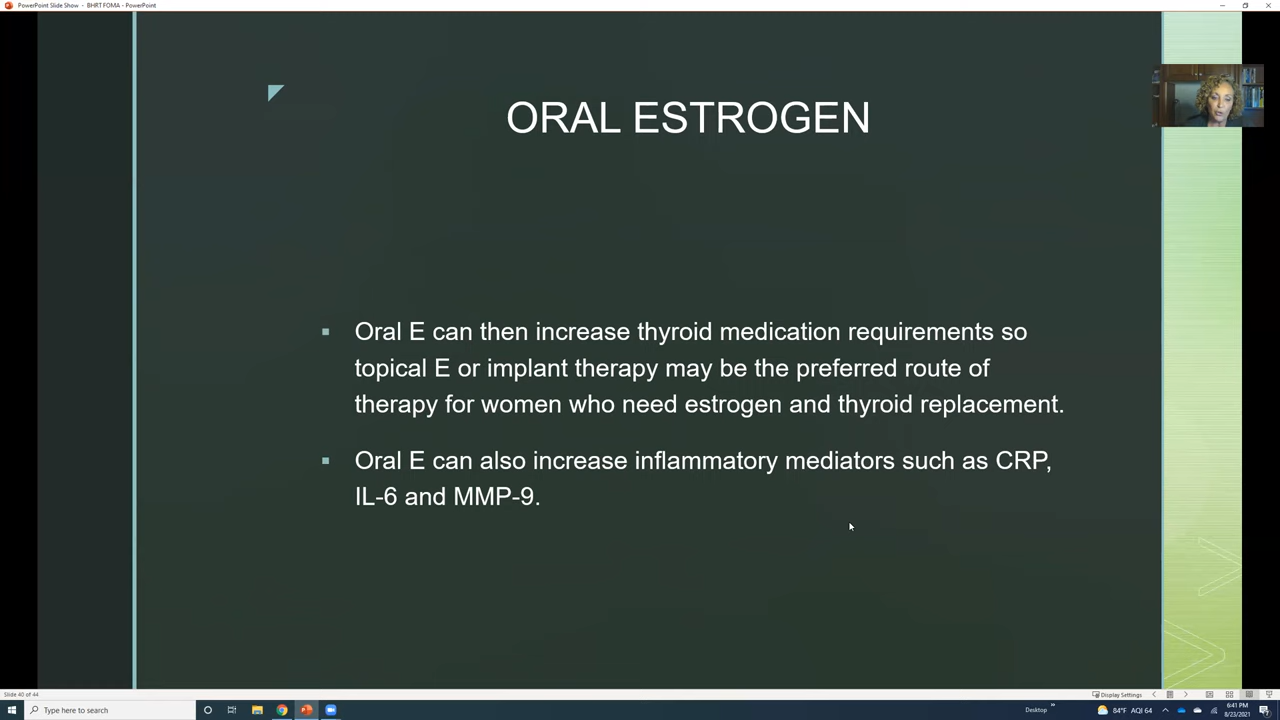 PowerPoint Slide Show - BHRT FOMA - PowerPoint
ORAL ESTROGEN
Oral E can then increase thyroid medication requirements so
topical E or implant therapy may be the preferred route of
therapy for women who need estrogen and thyroid replacement.
Oral E can also increase inflammatory mediators such as CRP,
IL-6 and MMP-9.
Slide 40 of 44
Display Settings
Type here to search
Desktop
84°F AQI 64
6:41 PM
8/23/2021